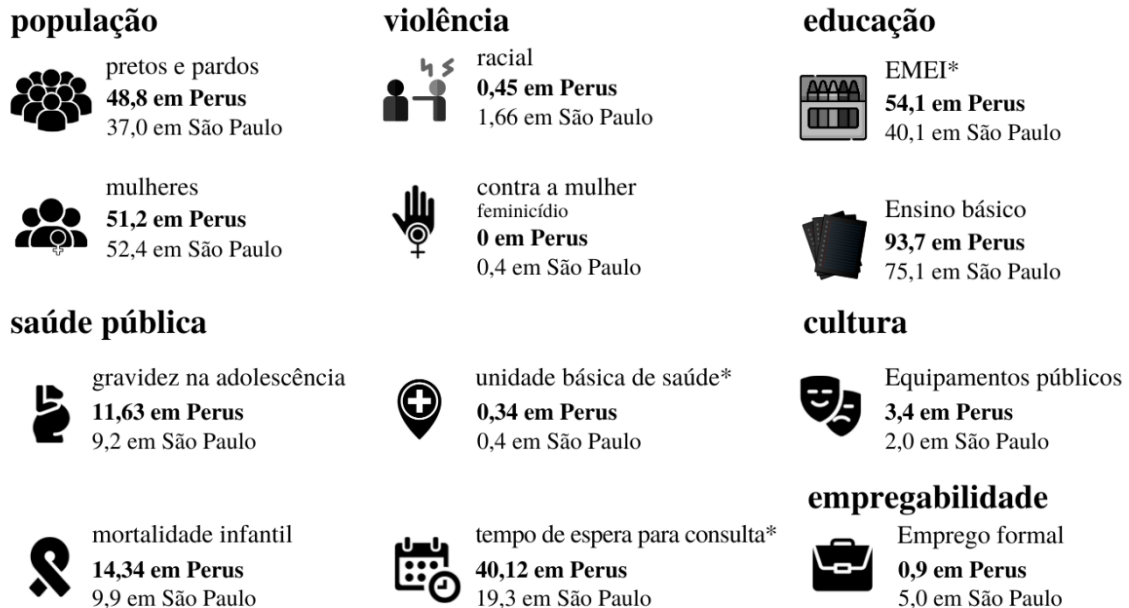 população
pretos e pardos
48,8 em Perus
37,0 em São Paulo
mulheres
51,2 em Perus
52,4 em São Paulo
violência
racial
0,45 em Perus
1,66 em São Paulo
contra a mulher
feminicídio
0 em Perus
0,4 em São Paulo
educação
EMEI*
54,1 em Perus
40,1 em São Paulo
Ensino básico
93,7 em Perus
75,1 em São Paulo
saúde pública
gravidez na adolescência
11,63 em Perus
9,2 em São Paulo
unidade básica de saúde*
0,34 em Perus
0,4 em São Paulo
mortalidade infantil
14,34 em Perus
9,9 em São Paulo
tempo de espera para consulta*
40,12 em Perus
19,3 em São Paulo
cultura
Equipamentos públicos
3,4 em Perus
2,0 em São Paulo
empregabilidade
Emprego formal
0,9 em Perus
5,0 em São Paulo